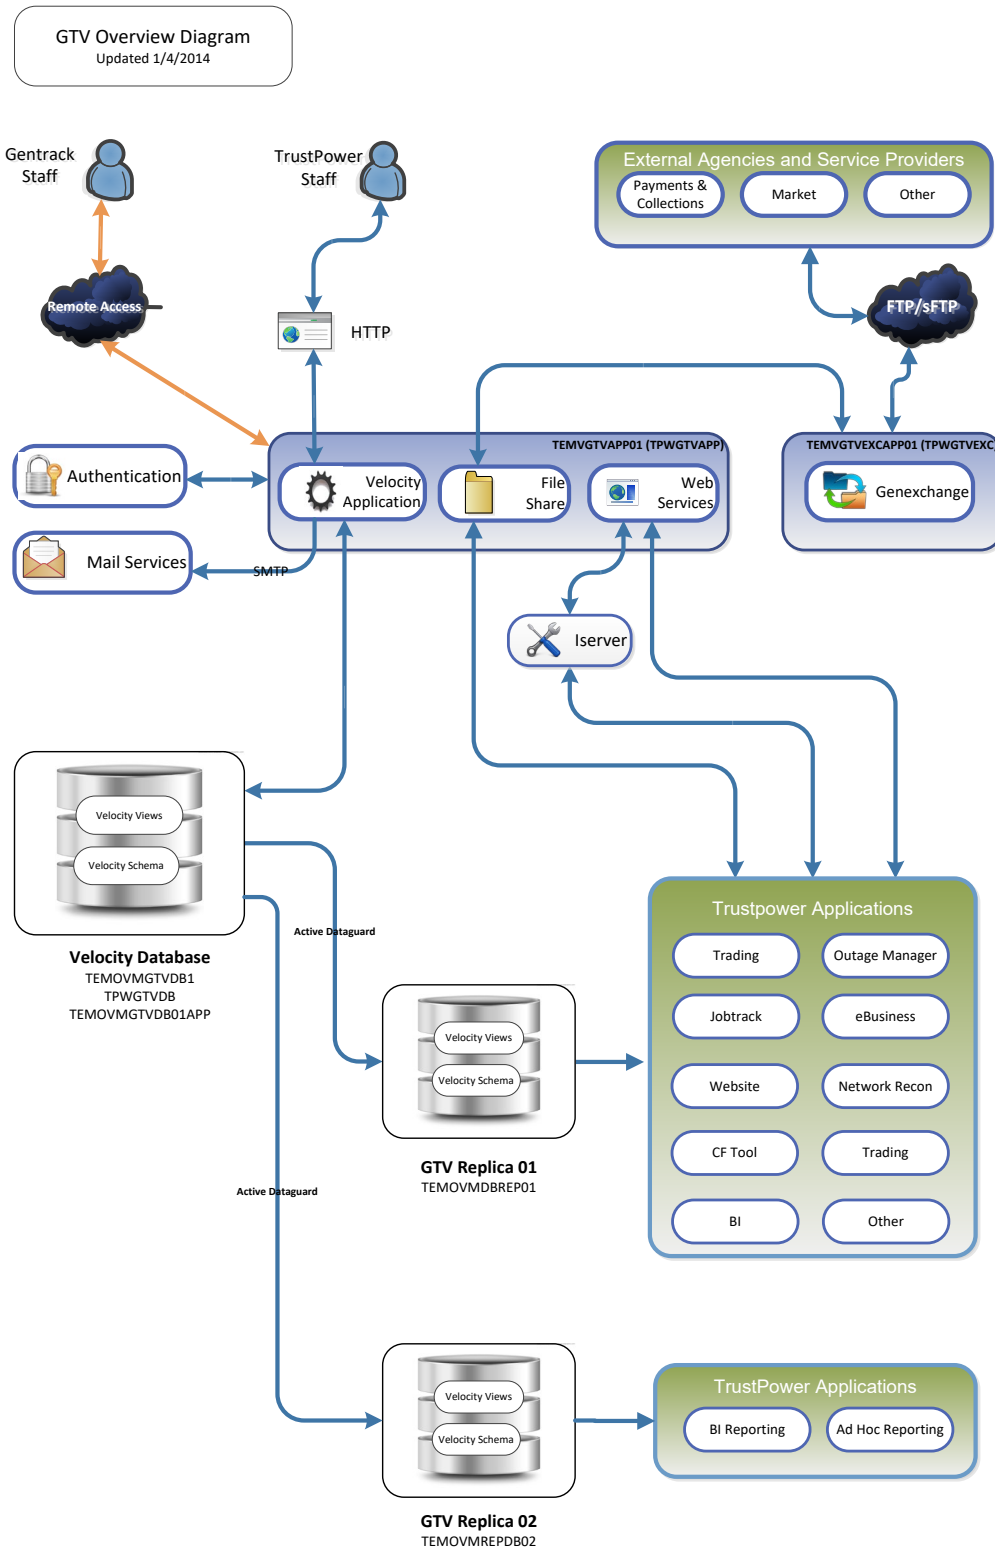 GTV Overview Diagram
Updated 1/4/2014
Gentrack
Staff
TrustPower
Staff
External Agencies and Service Providers
Payments &
Collections
Market
Other
Remote Access
HTTP
FTP/sFTP
TEMVGTVAPP01 (TPWGTVAPP)
TEMVGTVEXCAPP01 (TPWGTVEXC)
Authentication
Velocity
Application
File
Share
Web
Services
Genexchange
Mail Services
SMTP
Iserver
Velocity Views
Velocity Schema
Velocity Database
TEMOVMGTVDB1
TPWGTVDB
TEMOVMGTVDB01APP
Active Dataguard
Trustpower Applications
Trading
Outage Manager
Jobtrack
eBusiness
Website
Network Recon
CF Tool
Trading
BI
Other
Velocity Views
Velocity Schema
GTV Replica 01
TEMOVMDBREP01
Active Dataguard
Velocity Views
Velocity Schema
GTV Replica 02
TEMOVMREPDB02
TrustPower Applications
BI Reporting
Ad Hoc Reporting